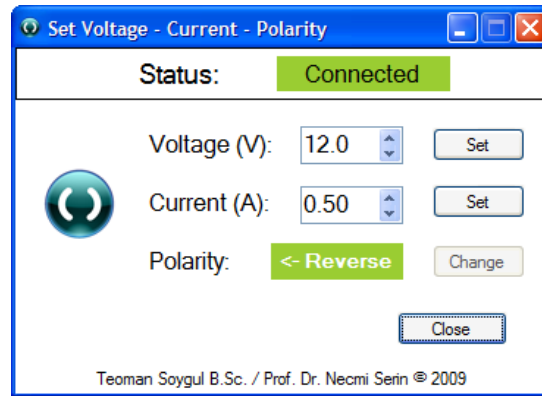 Set Voltage - Current - Polarity
Status: Connected
Voltage (V): 12.0 Set
Current (A): 0.50 Set
Polarity: <- Reverse Change
Close
Teoman Soygul B.Sc. / Prof. Dr. Necmi Serin © 2009